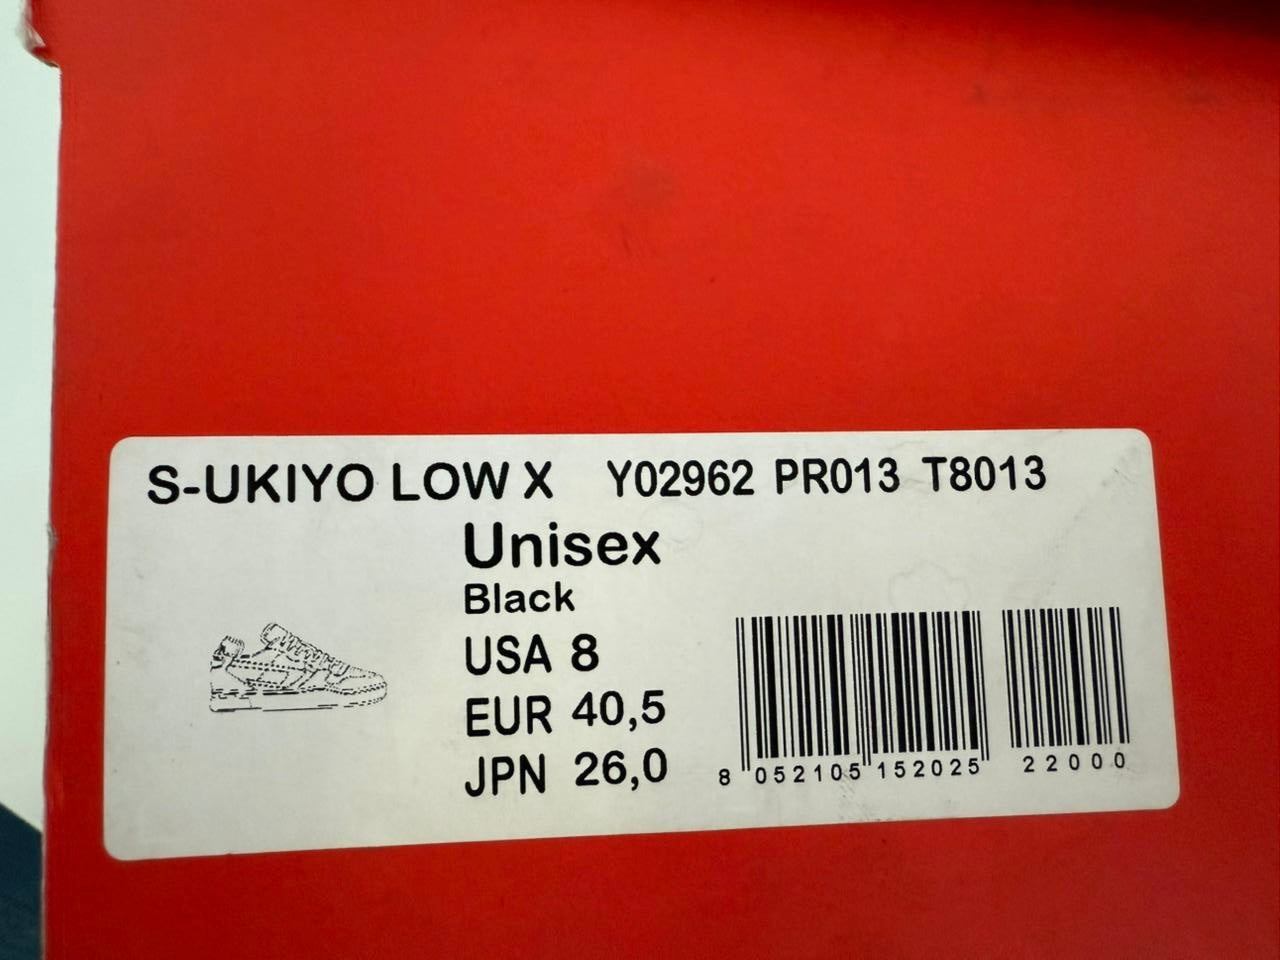 S-UKIYO LOW X Y02962 PR013 T8013
Unisex
Black
USA 8
EUR 40,5
JPN 26,0
8 052105 152025 22000